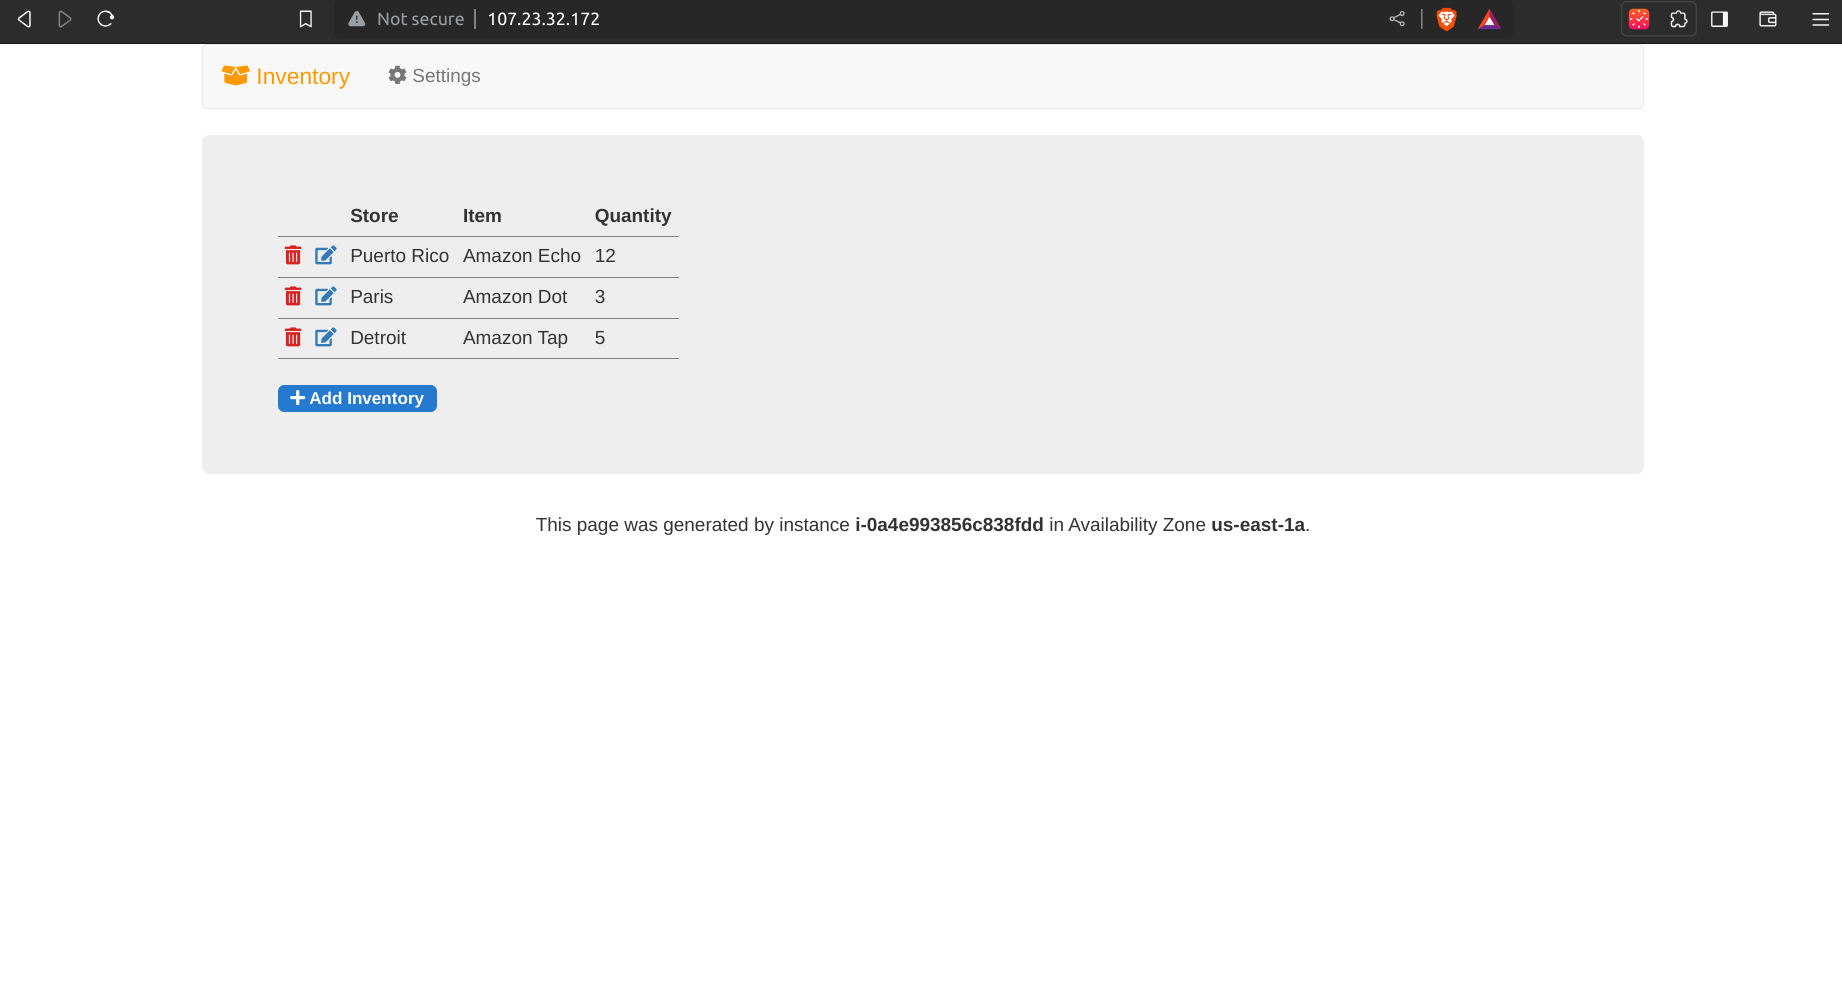 Not secure 107.23.32.172
Inventory Settings
Store Item Quantity
Puerto Rico Amazon Echo 12
Paris Amazon Dot 3
Detroit Amazon Tap 5
Add Inventory
This page was generated by instance i-0a4e993856c838fdd in Availability Zone us-east-1a.